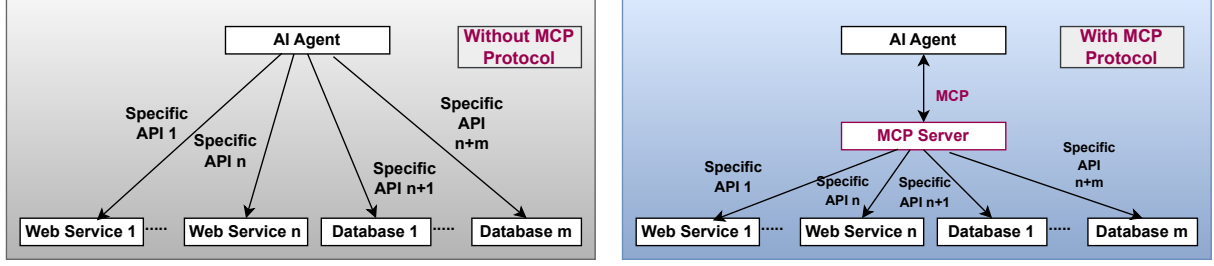 AI Agent
Without MCP
Protocol
Specific
API 1
Specific
API n
Specific
API n+1
Specific
API
n+m
Web Service 1
.....
Web Service n
Database 1
.....
Database m
AI Agent
With MCP
Protocol
MCP
MCP Server
Specific
API 1
Specific
API n
Specific
API n+1
Specific
API
n+m
Web Service 1
.....
Web Service n
Database 1
.....
Database m